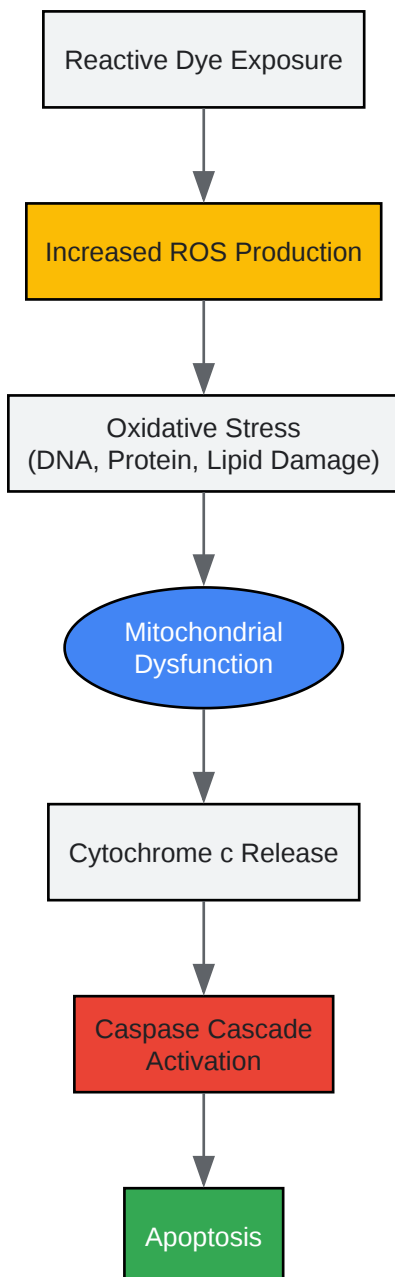 Reactive Dye Exposure
Increased ROS Production
Oxidative Stress
(DNA, Protein, Lipid Damage)
Mitochondrial
Dysfunction
Cytochrome c Release
Caspase Cascade
Activation
Apoptosis